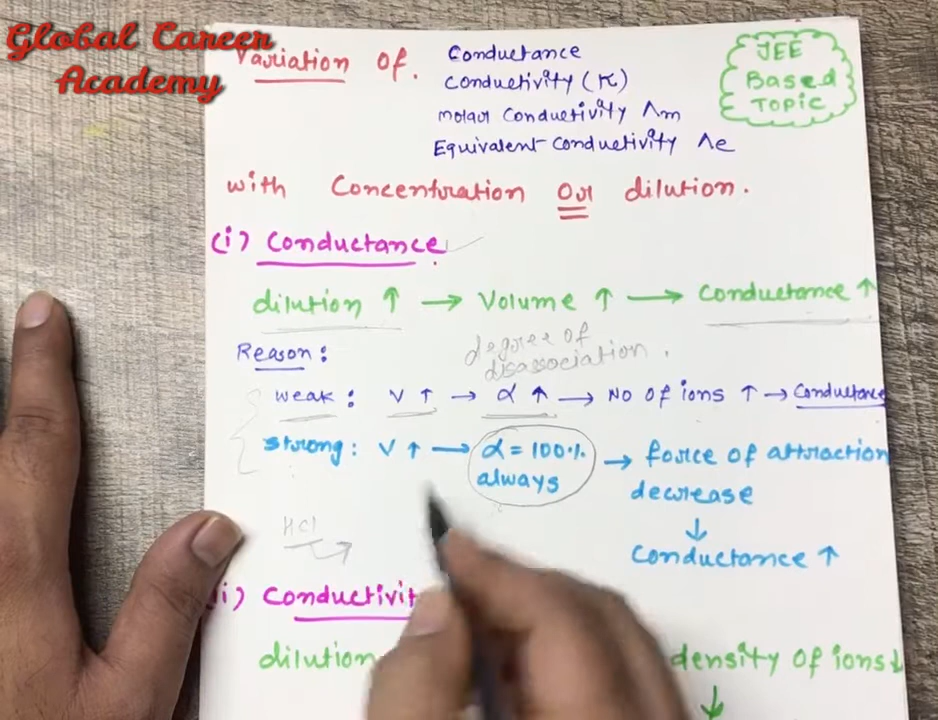 Global Career
Academy
Variation of.
Conductance
Conductivity (κ)
molar Conductivity Λm
Equivalent Conductivity Λe
JEE
Based
TOPIC
with Concentration Or dilution.
(i) Conductance
dilution ↑ → Volume ↑ → Conductance ↑
Reason:
degree of
disassociation.
weak: V ↑ → α ↑ → No of ions ↑ → Conductance
strong: V ↑ → α = 100% → force of attraction
always decrease
↓
HCl
Conductance ↑
ii) Conductivit
dilution density of ions ↓
↓